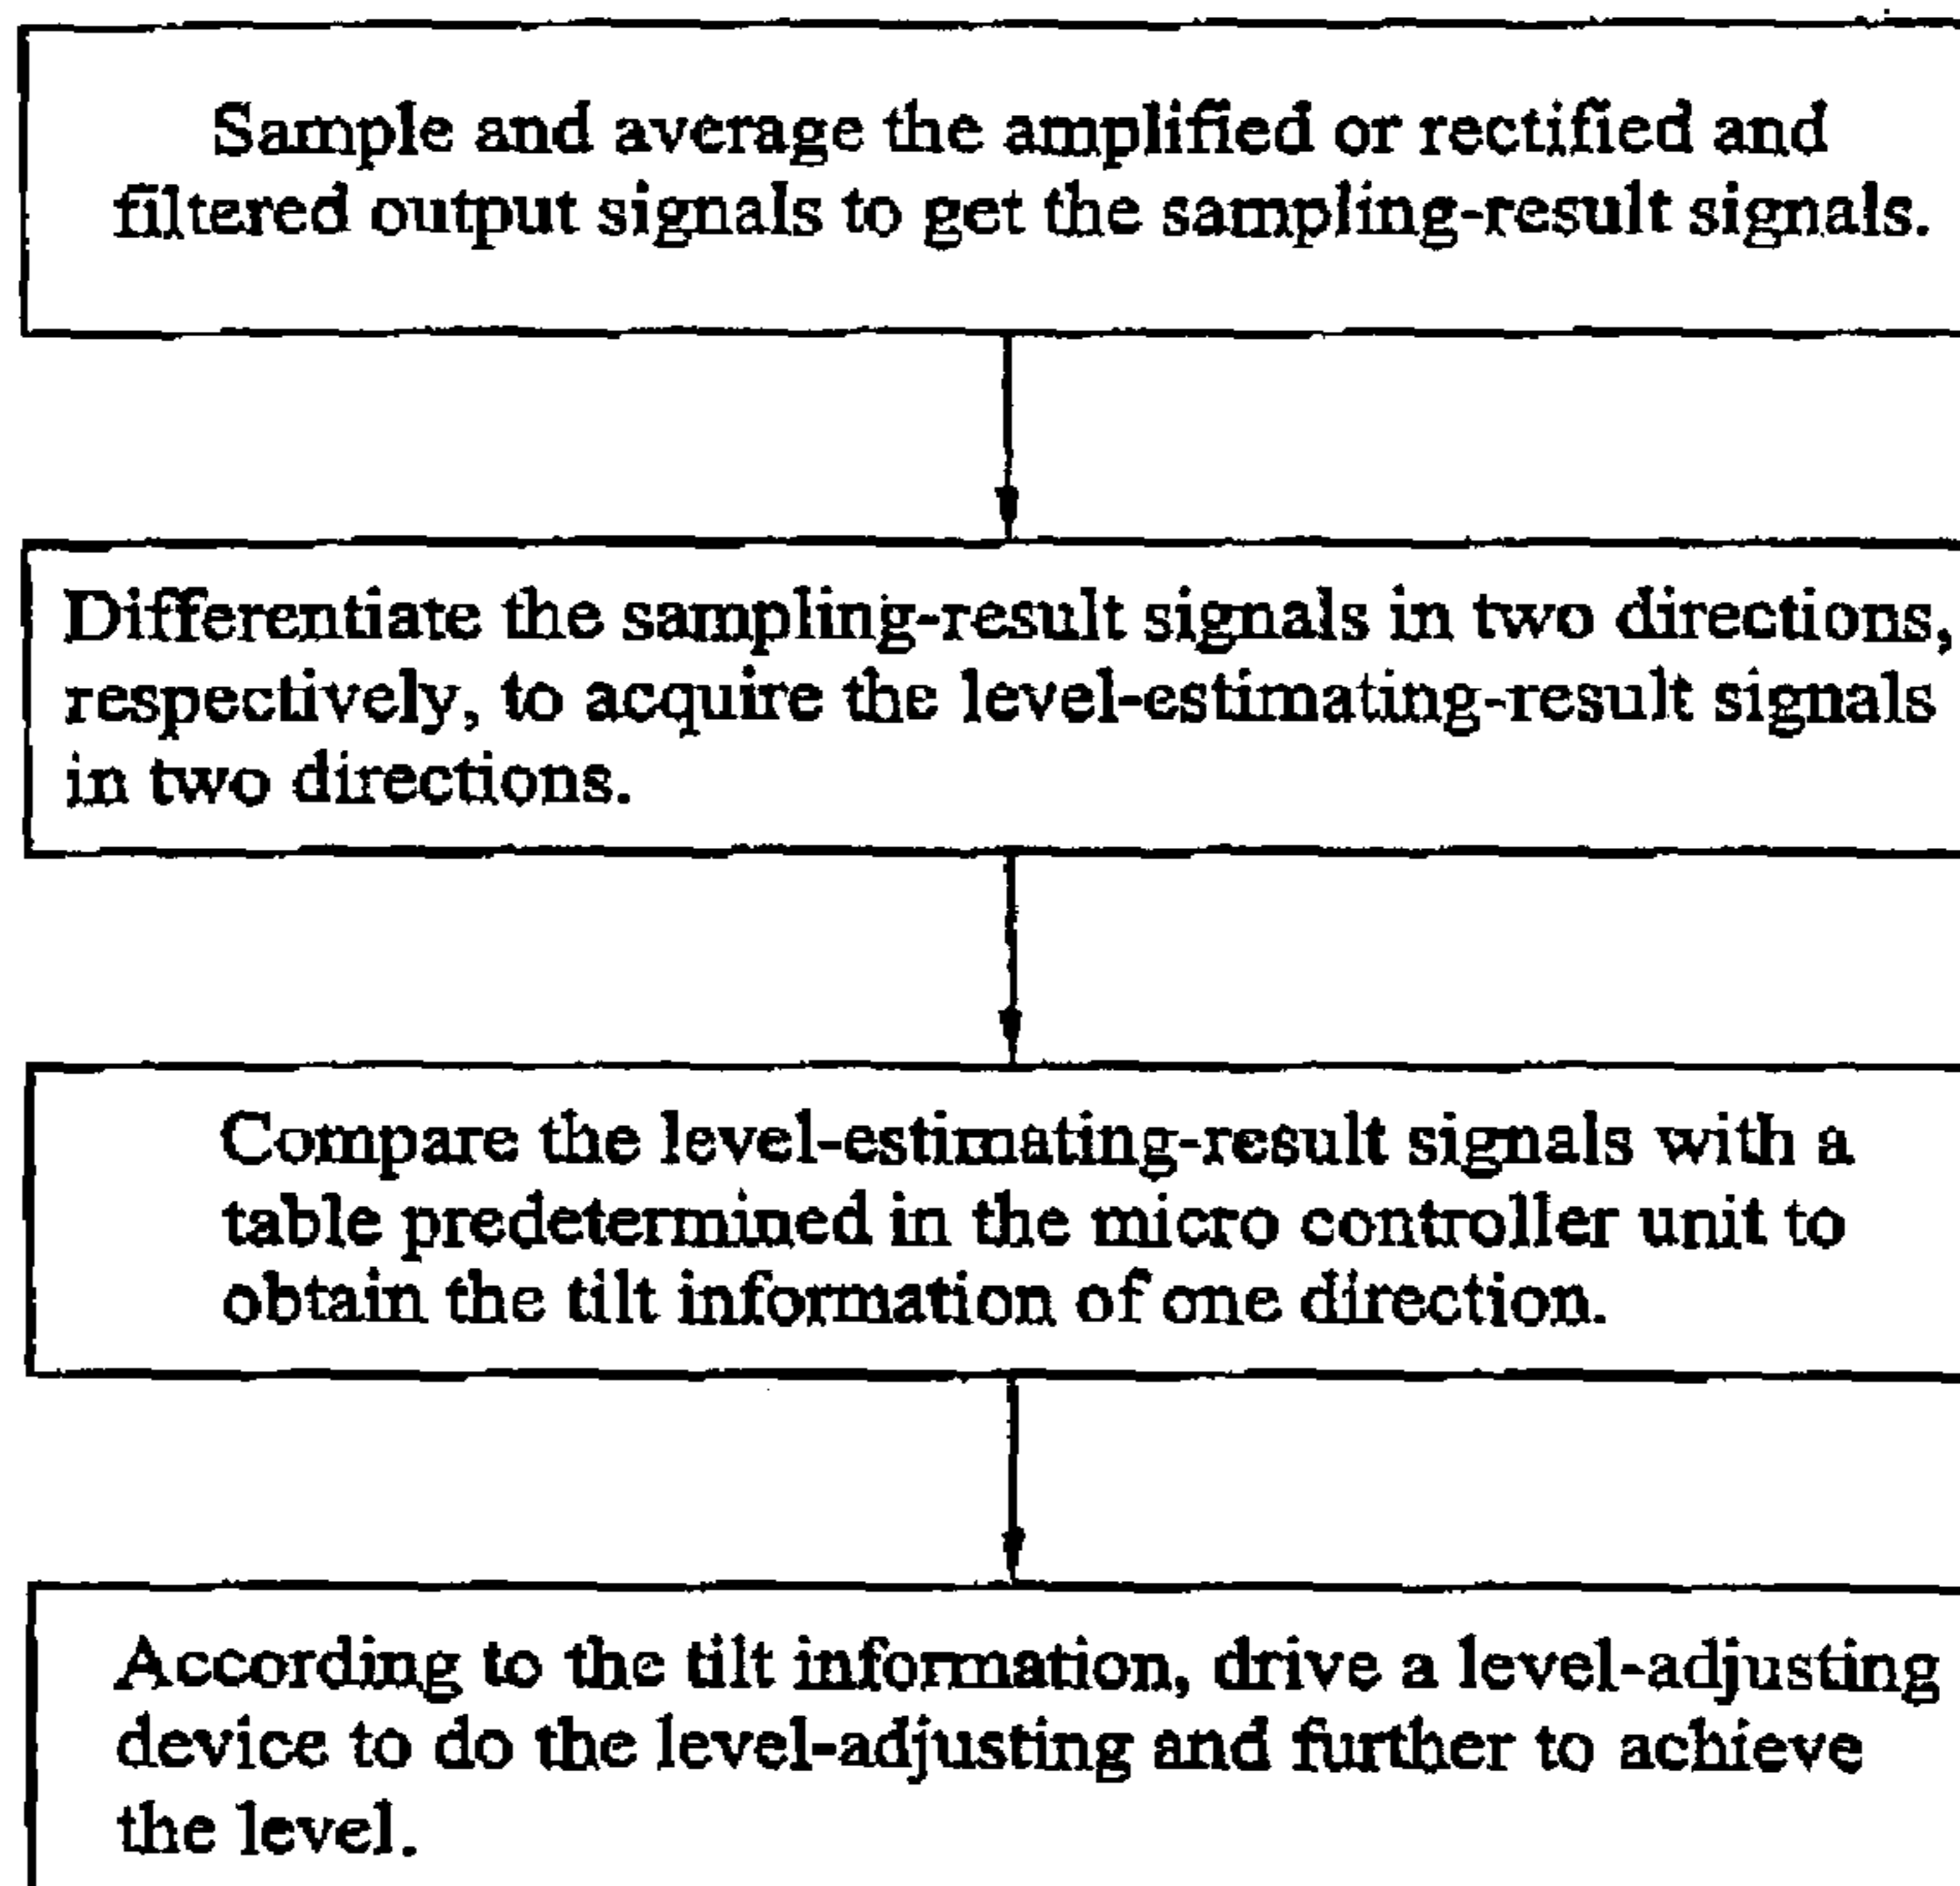 Sample and average the amplified or rectified and
filtered output signals to get the sampling-result signals.
Differentiate the sampling-result signals in two directions,
respectively, to acquire the level-estimating-result signals
in two directions.
Compare the level-estimating-result signals with a
table predetermined in the micro controller unit to
obtain the tilt information of one direction.
According to the tilt information, drive a level-adjusting
device to do the level-adjusting and further to achieve
the level.